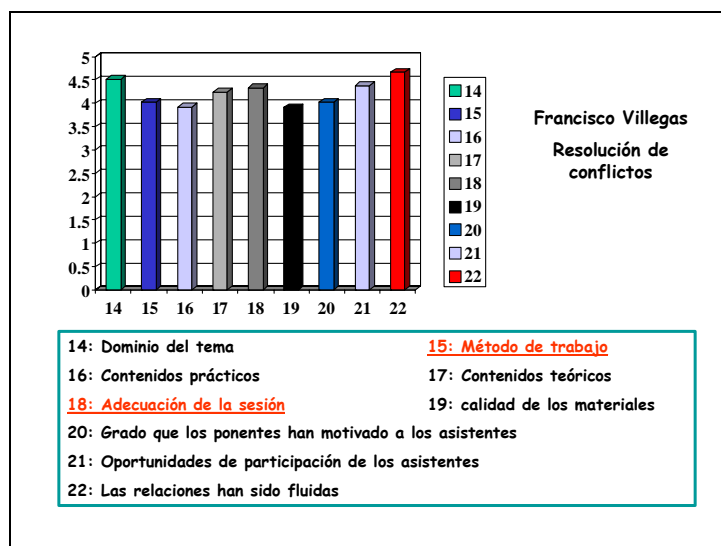 5
4.5
4
3.5
3
2.5
2
1.5
1
0.5
0
14 15 16 17 18 19 20 21 22
14
15
16
17
18
19
20
21
22
Francisco Villegas
Resolución de
conflictos
14: Dominio del tema 15: Método de trabajo
16: Contenidos prácticos 17: Contenidos teóricos
18: Adecuación de la sesión 19: calidad de los materiales
20: Grado que los ponentes han motivado a los asistentes
21: Oportunidades de participación de los asistentes
22: Las relaciones han sido fluidas